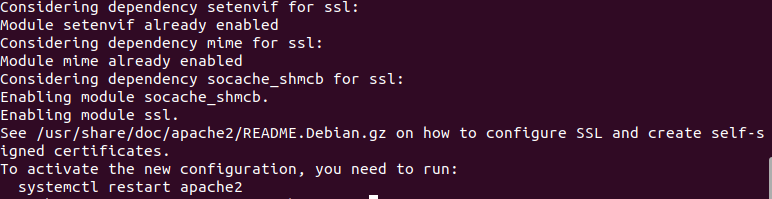 Considering dependency setenvif for ssl:
Module setenvif already enabled
Considering dependency mime for ssl:
Module mime already enabled
Considering dependency socache_shmcb for ssl:
Enabling module socache_shmcb.
Enabling module ssl.
See /usr/share/doc/apache2/README.Debian.gz on how to configure SSL and create self-s
igned certificates.
To activate the new configuration, you need to run:
  systemctl restart apache2